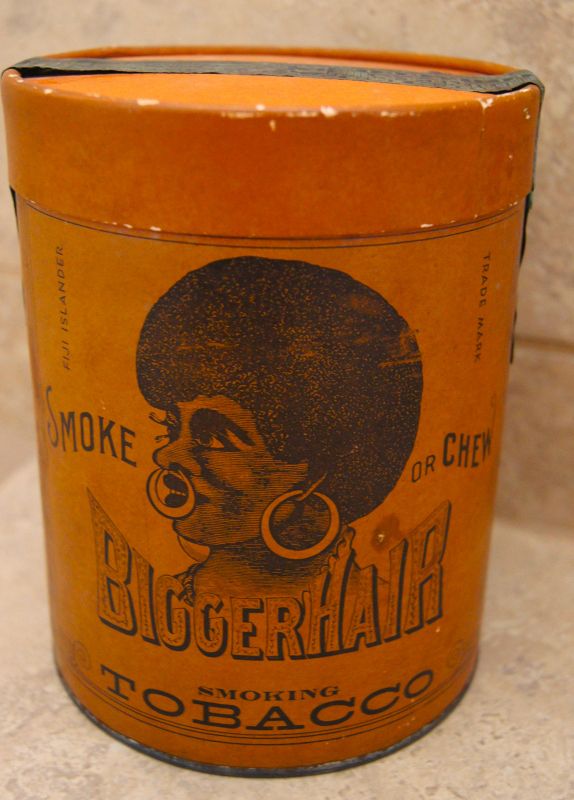 FIJI ISLANDER
TRADE MARK
SMOKE
OR CHEW
BIGGERHAIR
SMOKING
TOBACCO